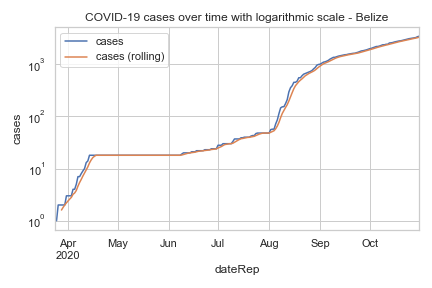 COVID-19 cases over time with logarithmic scale - Belize
cases
cases (rolling)
10³
10²
10¹
10⁰
cases
Apr May Jun Jul Aug Sep Oct
2020
dateRep